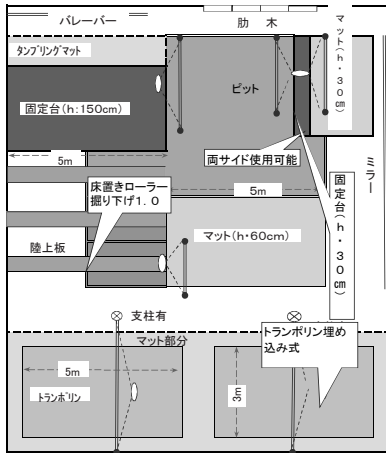 バレーバー
肋 木
マット(h・30㎝)
タンブリングマット
固定台(h:150cm)
ピット
5m
両サイド使用可能
ミラー
床置きローラー
掘り下げ1.0
5m
固定台(h・30㎝)
陸上板
マット(h・60cm)
支柱有
マット部分
トランポリン埋め
込み式
5m
3m
トランポリン